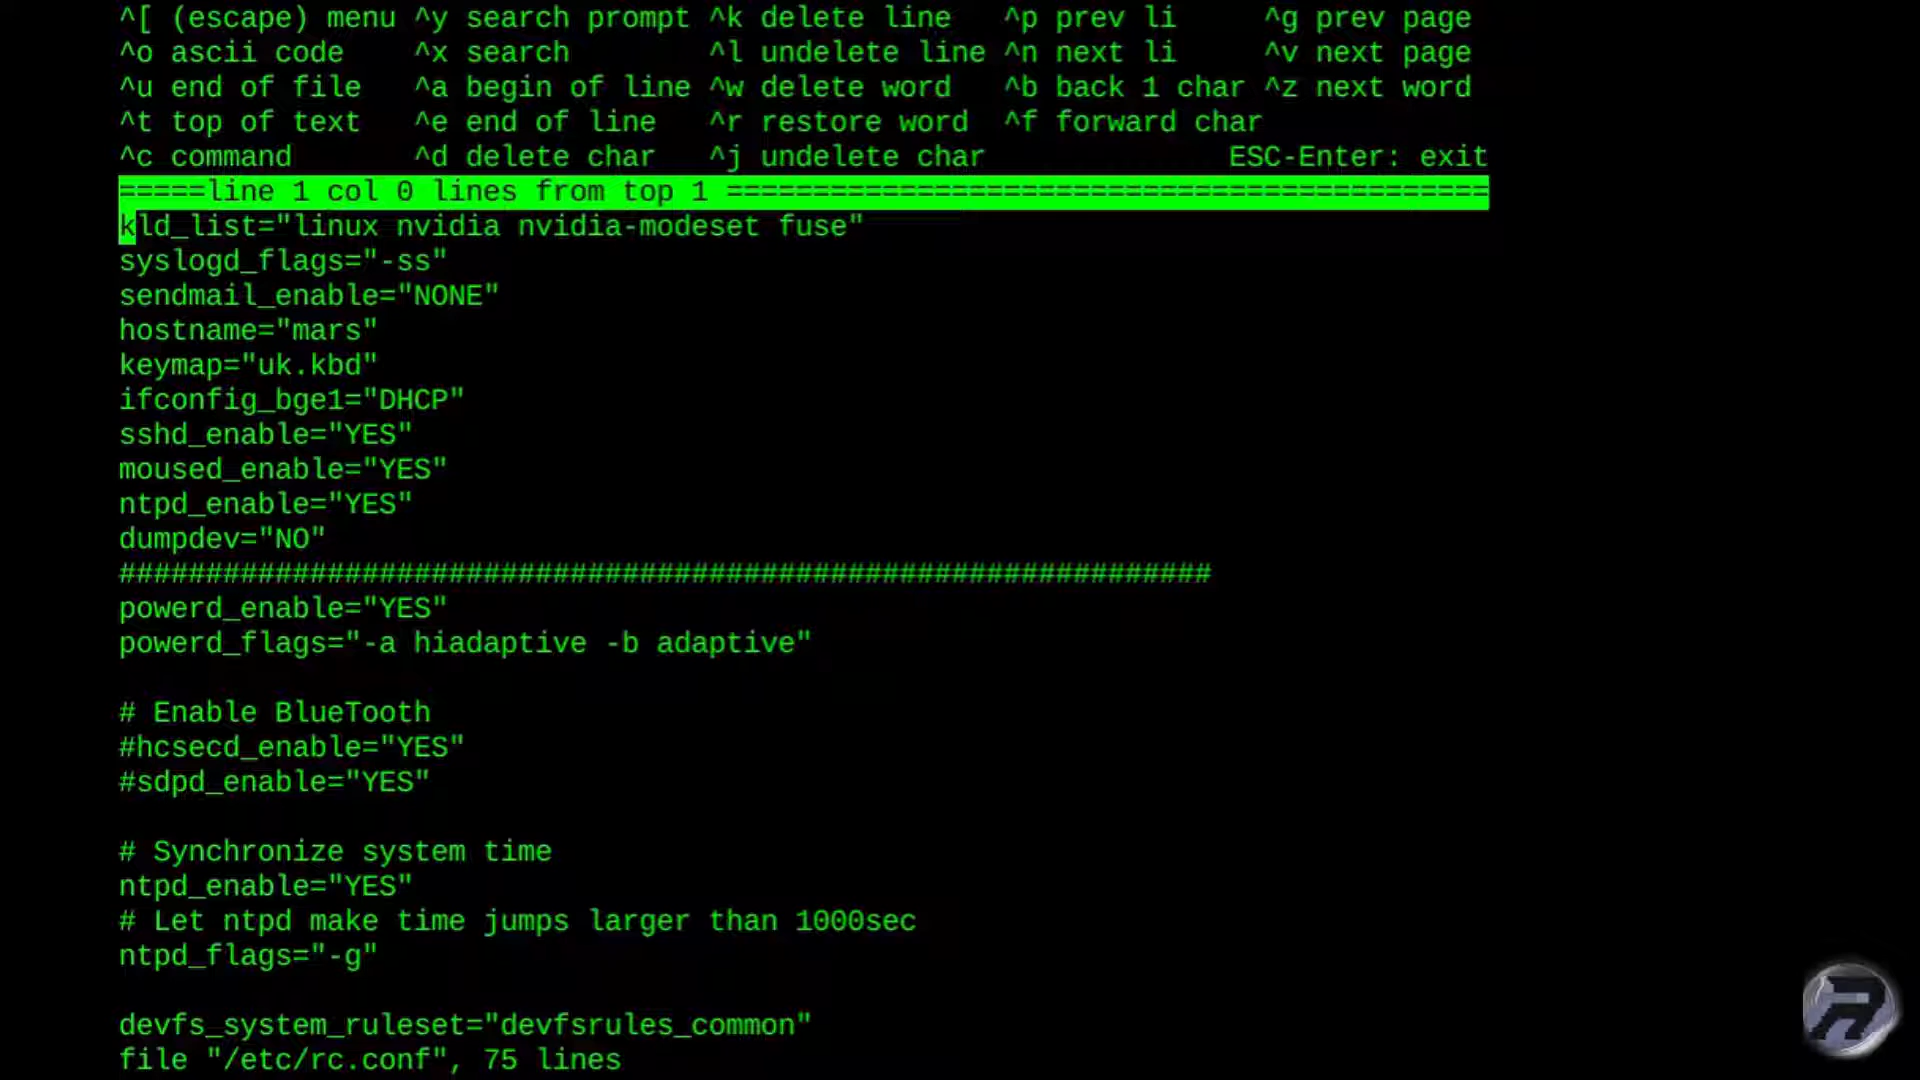 ^[ (escape) menu ^y search prompt ^k delete line ^p prev li ^g prev page
^o ascii code ^x search ^l undelete line ^n next li ^v next page
^u end of file ^a begin of line ^w delete word ^b back 1 char ^z next word
^t top of text ^e end of line ^r restore word ^f forward char
^c command ^d delete char ^j undelete char ESC-Enter: exit
=====line 1 col 0 lines from top 1 ============================================
kld_list="linux nvidia nvidia-modeset fuse"
syslogd_flags="-ss"
sendmail_enable="NONE"
hostname="mars"
keymap="uk.kbd"
ifconfig_bge1="DHCP"
sshd_enable="YES"
moused_enable="YES"
ntpd_enable="YES"
dumpdev="NO"
###############################################################
powerd_enable="YES"
powerd_flags="-a hiadaptive -b adaptive"
# Enable BlueTooth
#hcsecd_enable="YES"
#sdpd_enable="YES"
# Synchronize system time
ntpd_enable="YES"
# Let ntpd make time jumps larger than 1000sec
ntpd_flags="-g"
devfs_system_ruleset="devfsrules_common"
file "/etc/rc.conf", 75 lines